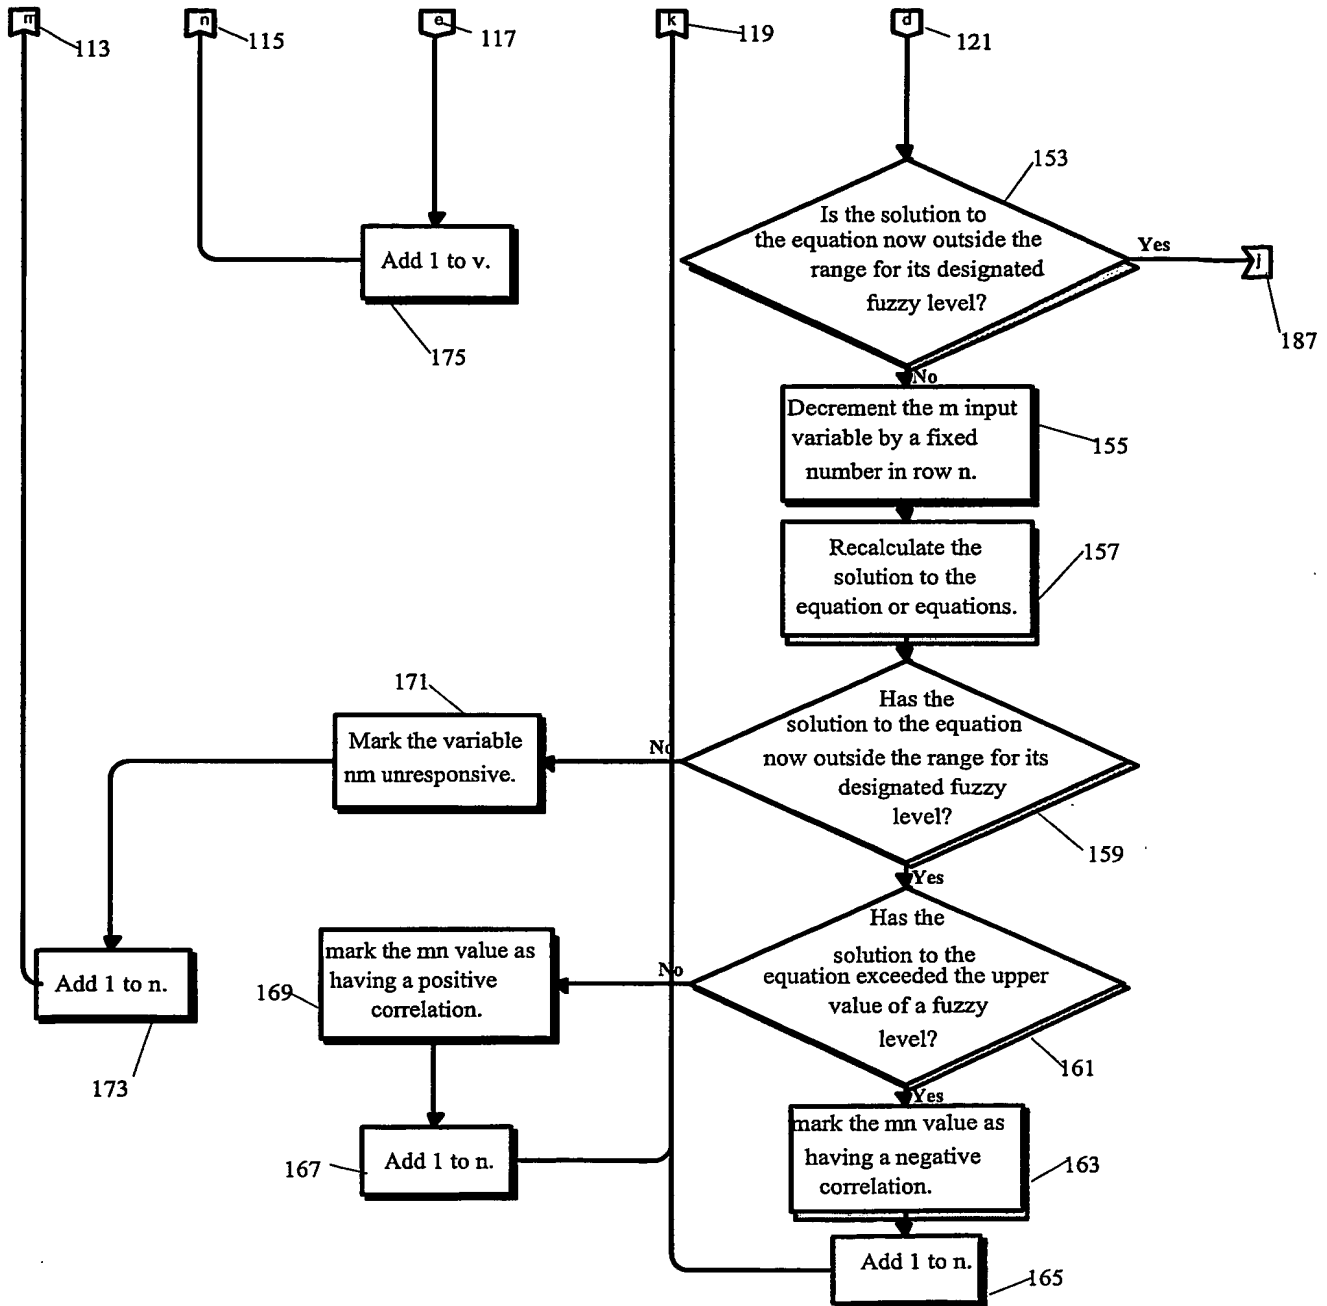 m
113
n
115
e
117
k
119
d
121
153
Is the solution to
the equation now outside the
range for its designated
fuzzy level?
Yes
j
187
Add 1 to v.
175
No
Decrement the m input
variable by a fixed
number in row n.
155
Recalculate the
solution to the
equation or equations.
157
171
Mark the variable
nm unresponsive.
No
Has the
solution to the equation
now outside the range for its
designated fuzzy
level?
159
Yes
Has the
solution to the
equation exceeded the upper
value of a fuzzy
level?
161
No
mark the mn value as
having a positive
correlation.
169
Add 1 to n.
173
Yes
mark the mn value as
having a negative
correlation.
163
Add 1 to n.
167
Add 1 to n.
165